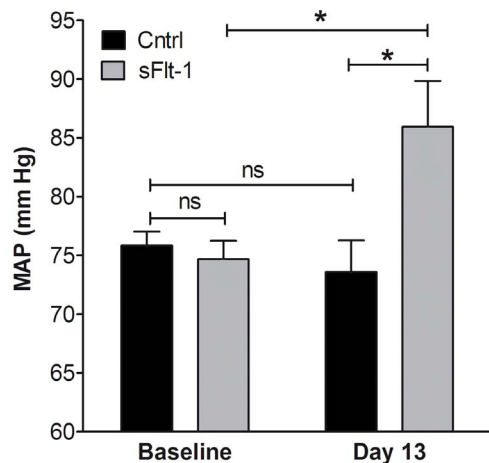 MAP (mm Hg)
95
90
85
80
75
70
65
60
Cntrl
sFlt-1
*
*
ns
ns
Baseline
Day 13